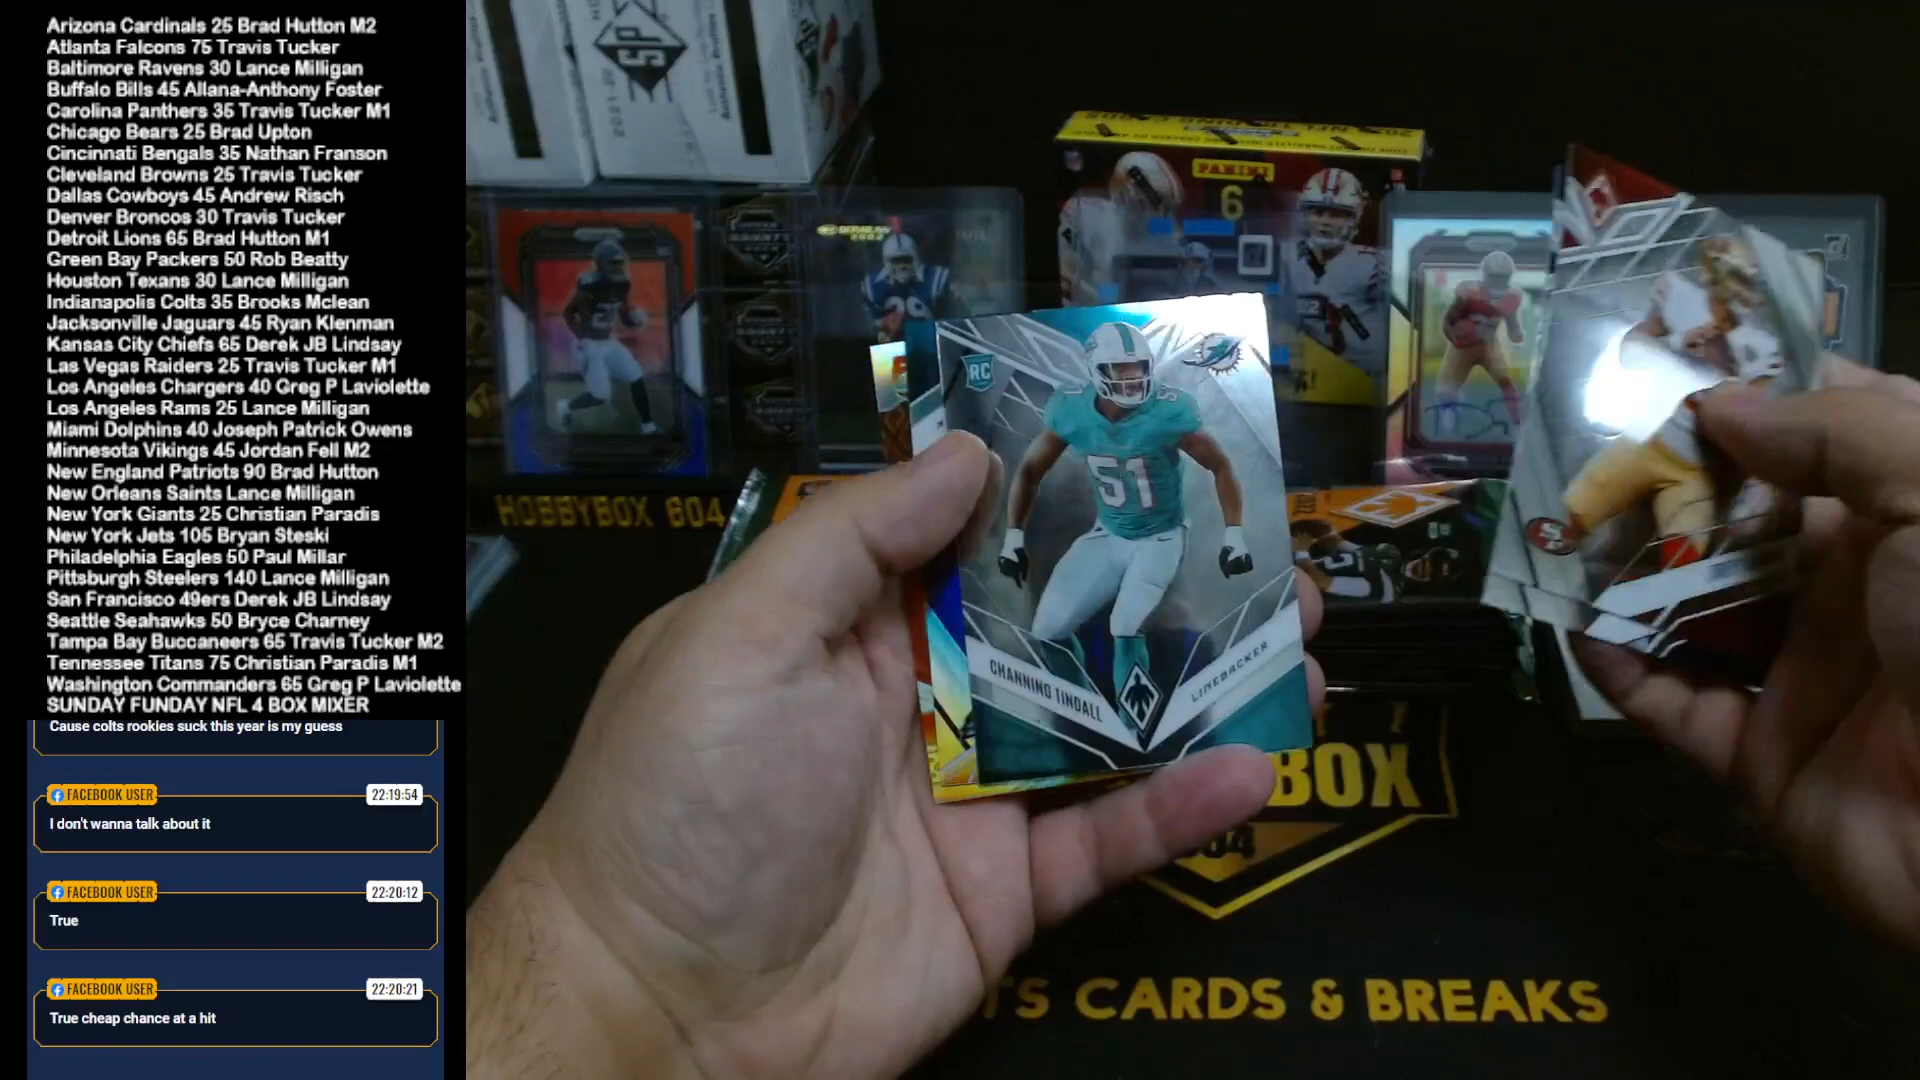 Arizona Cardinals 25 Brad Hutton M2
Atlanta Falcons 75 Travis Tucker
Baltimore Ravens 30 Lance Milligan
Buffalo Bills 45 Allana-Anthony Foster
Carolina Panthers 35 Travis Tucker M1
Chicago Bears 25 Brad Upton
Cincinnati Bengals 35 Nathan Franson
Cleveland Browns 25 Travis Tucker
Dallas Cowboys 45 Andrew Risch
Denver Broncos 30 Travis Tucker
Detroit Lions 65 Brad Hutton M1
Green Bay Packers 50 Rob Beatty
Houston Texans 30 Lance Milligan
Indianapolis Colts 35 Brooks Mclean
Jacksonville Jaguars 45 Ryan Klenman
Kansas City Chiefs 65 Derek JB Lindsay
Las Vegas Raiders 25 Travis Tucker M1
Los Angeles Chargers 40 Greg P Laviolette
Los Angeles Rams 25 Lance Milligan
Miami Dolphins 40 Joseph Patrick Owens
Minnesota Vikings 45 Jordan Fell M2
New England Patriots 90 Brad Hutton
New Orleans Saints Lance Milligan
New York Giants 25 Christian Paradis
New York Jets 105 Bryan Steski
Philadelphia Eagles 50 Paul Millar
Pittsburgh Steelers 140 Lance Milligan
San Francisco 49ers Derek JB Lindsay
Seattle Seahawks 50 Bryce Charney
Tampa Bay Buccaneers 65 Travis Tucker M2
Tennessee Titans 75 Christian Paradis M1
Washington Commanders 65 Greg P Laviolette
SUNDAY FUNDAY NFL 4 BOX MIXER
Cause colts rookies suck this year is my guess
FACEBOOK USER 22:19:54
I don't wanna talk about it
FACEBOOK USER 22:20:12
True
FACEBOOK USER 22:20:21
True cheap chance at a hit
SP
PANINI
6
HOBBYBOX 604
RC
51
CHANNING TINDALL
LINEBACKER
BOX
TS CARDS & BREAKS